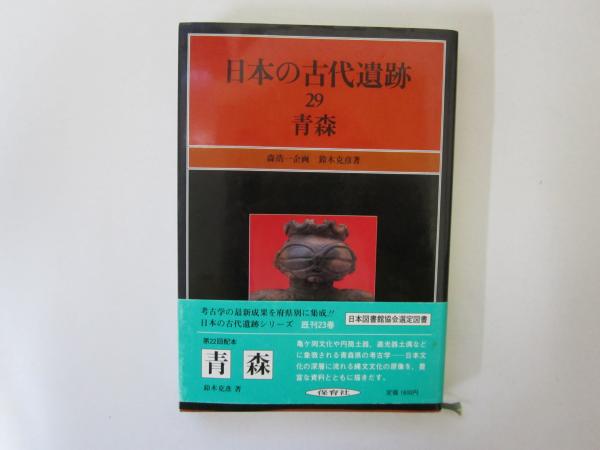 日本の古代遺跡
29
青森
森浩一企画 鈴木克彦著
考古学の最新成果を府県別に集成!!
日本の古代遺跡シリーズ 既刊23巻
日本図書館協会選定図書
第22回配本
青森
鈴木克彦 著
亀ケ岡文化や円筒土器、遮光器土偶など
に象徴される青森県の考古学——日本文
化の深層に流れる縄文文化の原像を、豊
富な資料とともに描きだす。
保育社
定価1650円